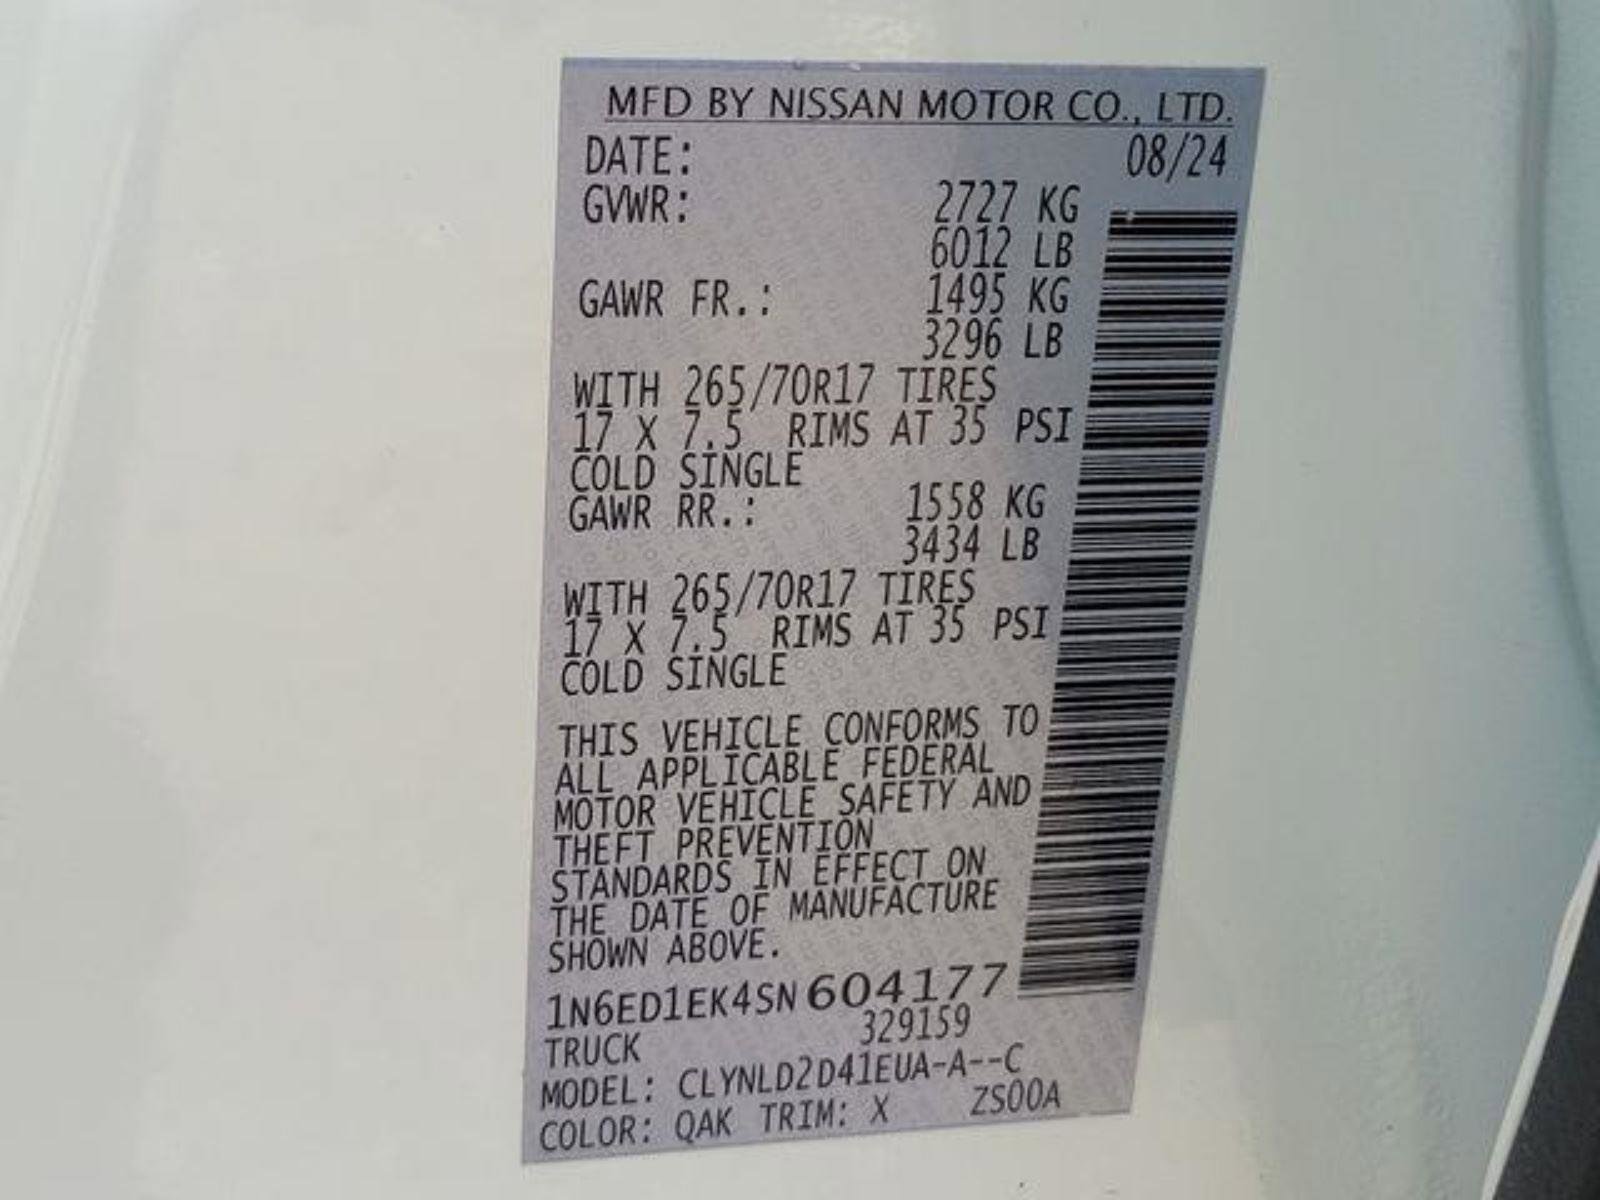 MFD BY NISSAN MOTOR CO., LTD.
DATE: 08/24
GVWR: 2727 KG
6012 LB
GAWR FR.: 1495 KG
3296 LB
WITH 265/70R17 TIRES
17 X 7.5 RIMS AT 35 PSI
COLD SINGLE
GAWR RR.: 1558 KG
3434 LB
WITH 265/70R17 TIRES
17 X 7.5 RIMS AT 35 PSI
COLD SINGLE
THIS VEHICLE CONFORMS TO
ALL APPLICABLE FEDERAL
MOTOR VEHICLE SAFETY AND
THEFT PREVENTION
STANDARDS IN EFFECT ON
THE DATE OF MANUFACTURE
SHOWN ABOVE.
1N6ED1EK4SN604177
TRUCK 329159
MODEL: CLYNLD2D41EUA-A--C
COLOR: QAK TRIM: X ZS00A